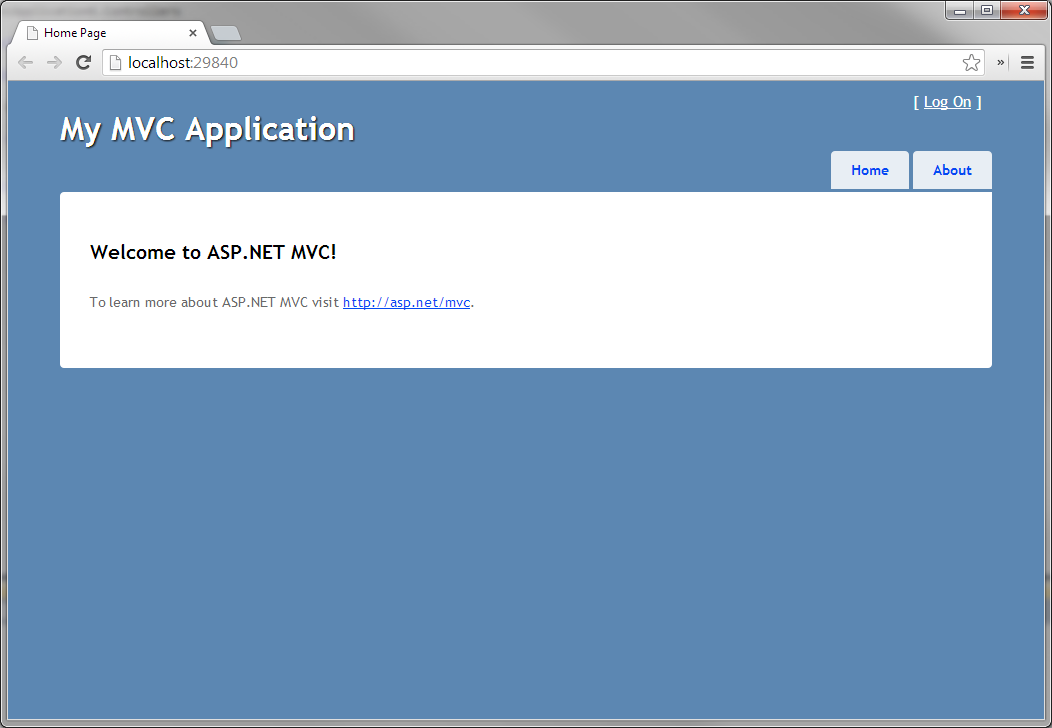 Home Page
localhost:29840
[ Log On ]
My MVC Application
Home About
Welcome to ASP.NET MVC!
To learn more about ASP.NET MVC visit http://asp.net/mvc.